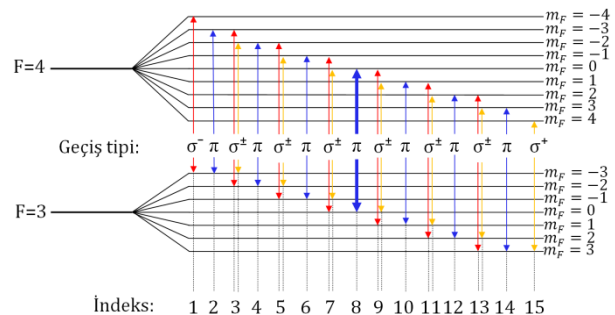 m_F = −4
m_F = −3
m_F = −2
m_F = −1
F=4 m_F = 0
m_F = 1
m_F = 2
m_F = 3
m_F = 4
Geçiş tipi: σ⁻ π σ± π σ± π σ± π σ± π σ± π σ± π σ⁺
m_F = −3
m_F = −2
m_F = −1
F=3 m_F = 0
m_F = 1
m_F = 2
m_F = 3
İndeks: 1 2 3 4 5 6 7 8 9 10 11 12 13 14 15